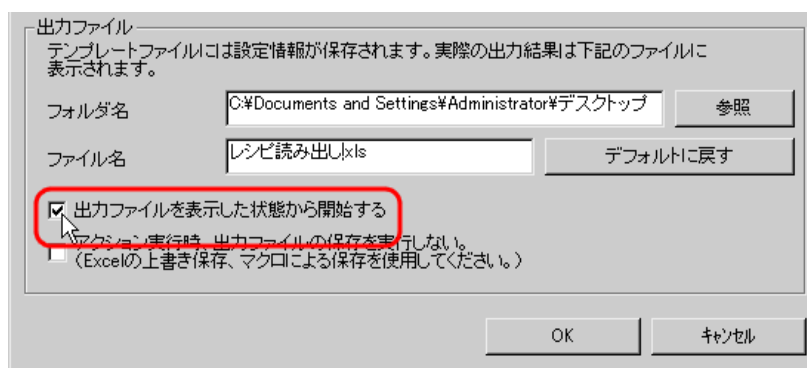 出力ファイル
テンプレートファイルには設定情報が保存されます。実際の出力結果は下記のファイルに
表示されます。
フォルダ名 C:¥Documents and Settings¥Administrator¥デスクトップ 参照
ファイル名 レシピ読み出し.xls デフォルトに戻す
出力ファイルを表示した状態から開始する
アクション実行時、出力ファイルの保存を実行しない。
(Excelの上書き保存、マクロによる保存を使用してください。)
OK キャンセル